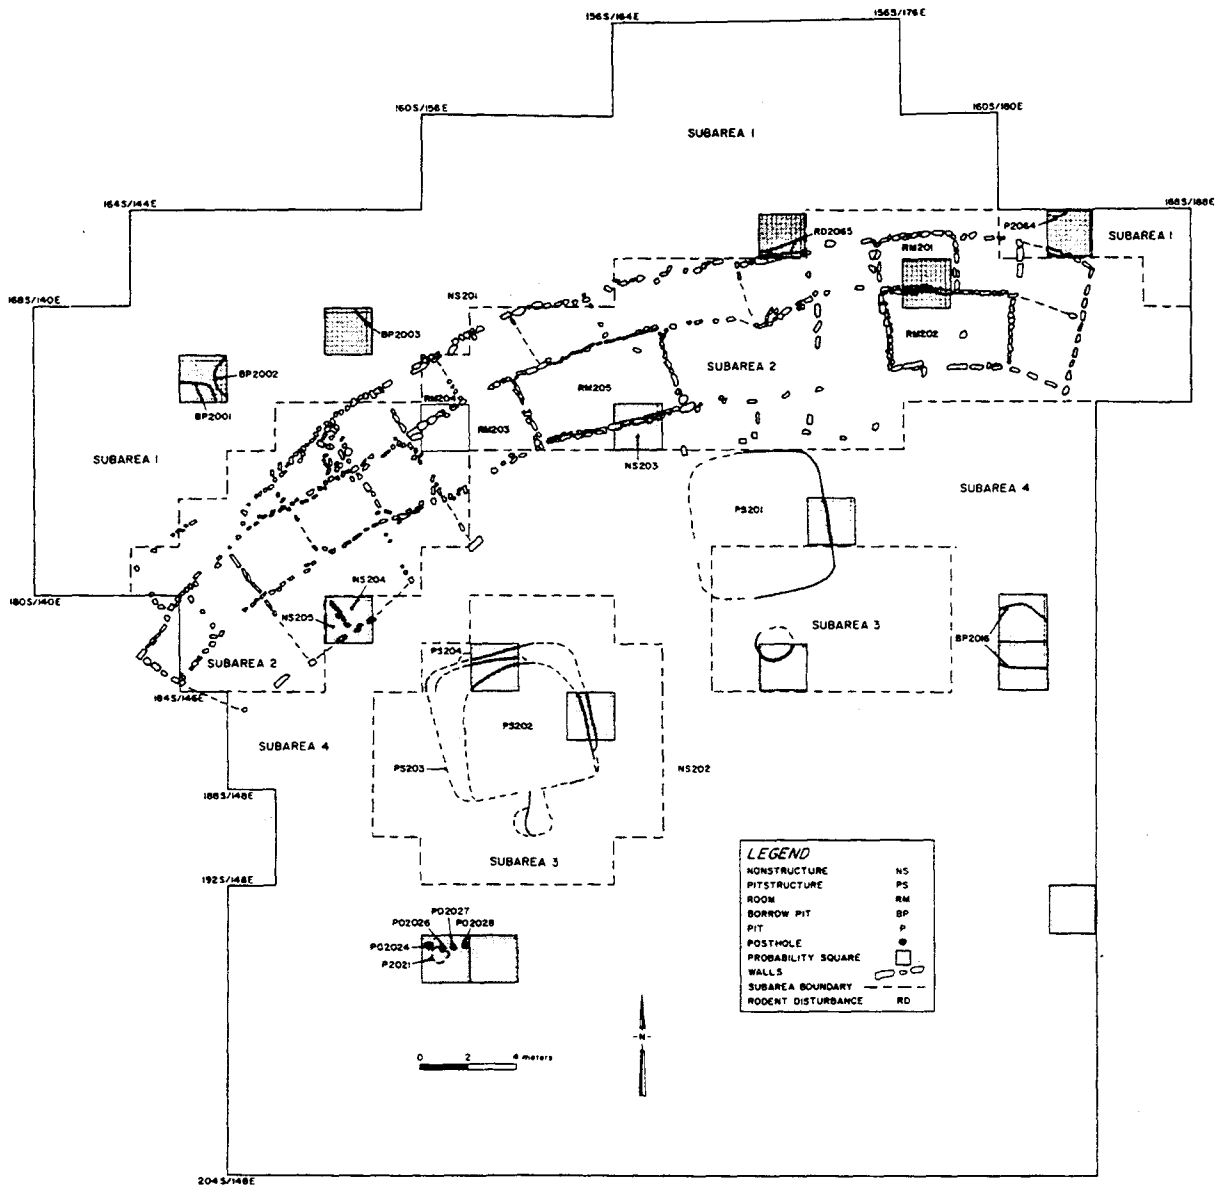 156S/164E
156S/176E
160S/156E
160S/180E
SUBAREA 1
164S/144E
168S/188E
P2064
SUBAREA 1
RD2065
RM201
168S/140E
NS201
BP2003
RM202
BP2002
SUBAREA 2
BP2001
RM205
RM204
RM203
SUBAREA 1
NS203
SUBAREA 4
PS201
180S/140E
NS204
NS205
SUBAREA 3
BP2016
PS204
SUBAREA 2
184S/146E
PS202
SUBAREA 4
PS203
NS202
188S/148E
SUBAREA 3
192S/148E
LEGEND
NONSTRUCTURE NS
PITSTRUCTURE PS
ROOM RM
BORROW PIT BP
PIT P
POSTHOLE
PROBABILITY SQUARE
WALLS
SUBAREA BOUNDARY
RODENT DISTURBANCE RD
PO2027
PO2026 PO2028
PO2024
P2021
N
0 2 4 meters
204S/148E